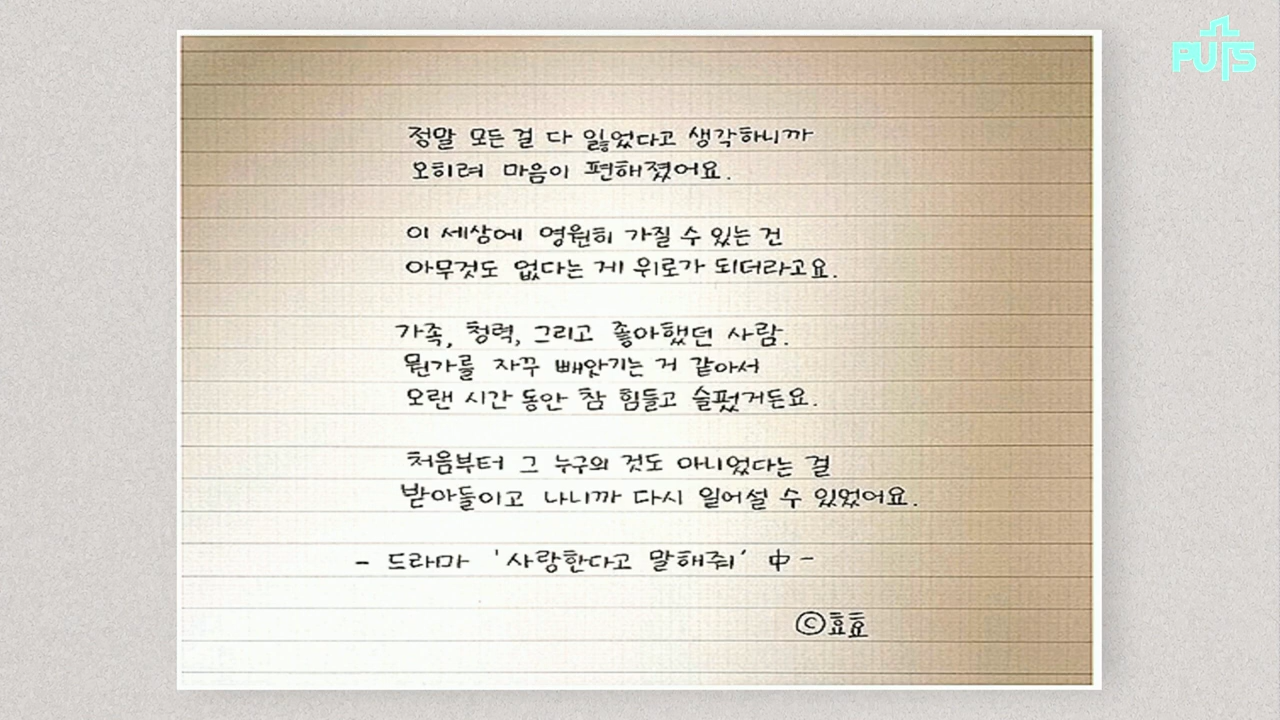 PUTS
정말 모든 걸 다 잃었다고 생각하니까
오히려 마음이 편해졌어요.
이 세상에 영원히 가질 수 있는 건
아무것도 없다는 게 위로가 되더라고요.
가족, 청력, 그리고 좋아했던 사람.
뭔가를 자꾸 빼앗기는 거 같아서
오랜 시간 동안 참 힘들고 슬펐거든요.
처음부터 그 누구의 것도 아니었다는 걸
받아들이고 나니까 다시 일어설 수 있었어요.
- 드라마 '사랑한다고 말해줘' 中 -
ⓒ효효